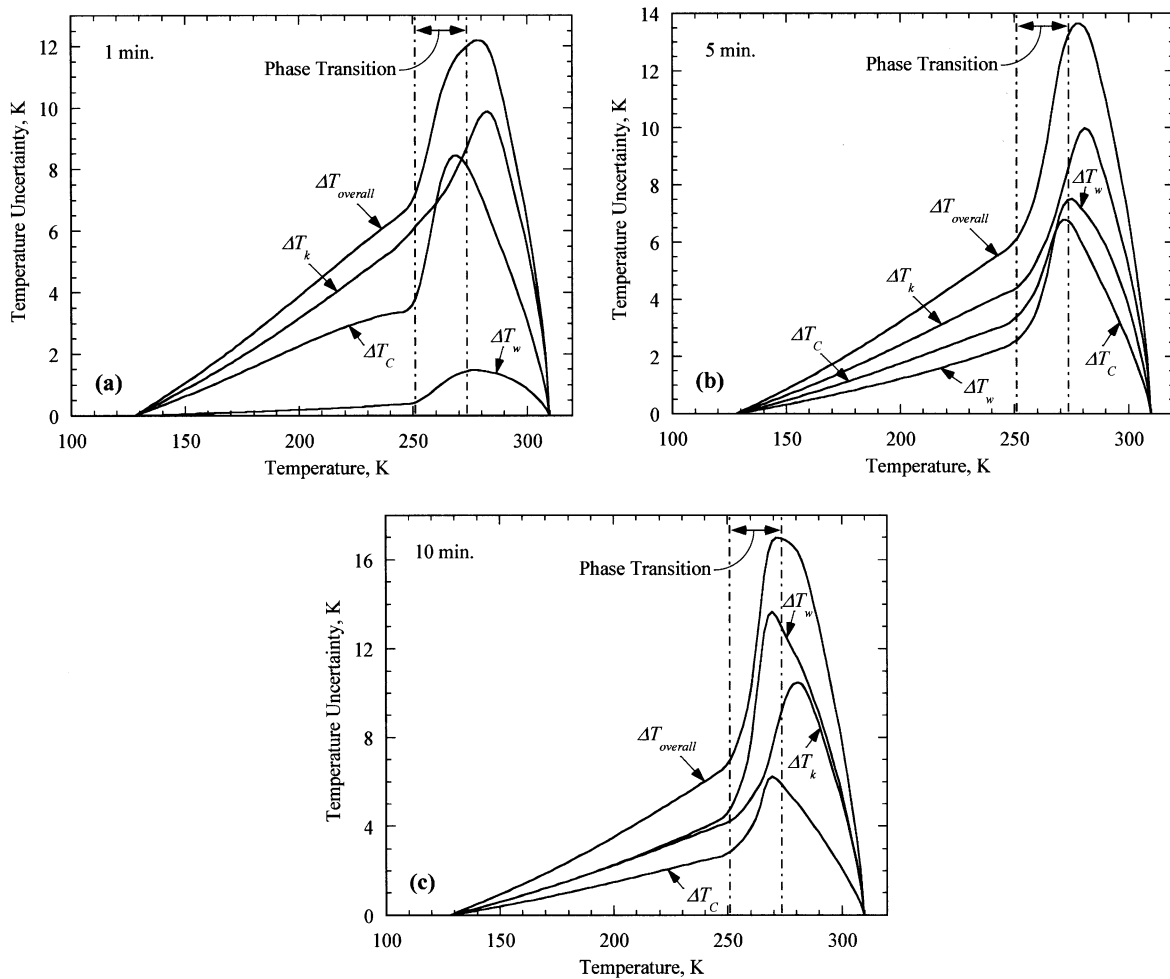 1 min.
Phase Transition
ΔT_overall
ΔT_k
ΔT_C
ΔT_w
(a)
Temperature Uncertainty, K
12
10
8
6
4
2
0
100 150 200 250 300
Temperature, K
5 min.
Phase Transition
ΔT_overall
ΔT_w
ΔT_k
ΔT_C
ΔT_w
ΔT_C
(b)
Temperature Uncertainty, K
14
12
10
8
6
4
2
0
100 150 200 250 300
Temperature, K
10 min.
Phase Transition
ΔT_w
ΔT_overall
ΔT_k
ΔT_C
(c)
Temperature Uncertainty, K
16
12
8
4
0
100 150 200 250 300
Temperature, K